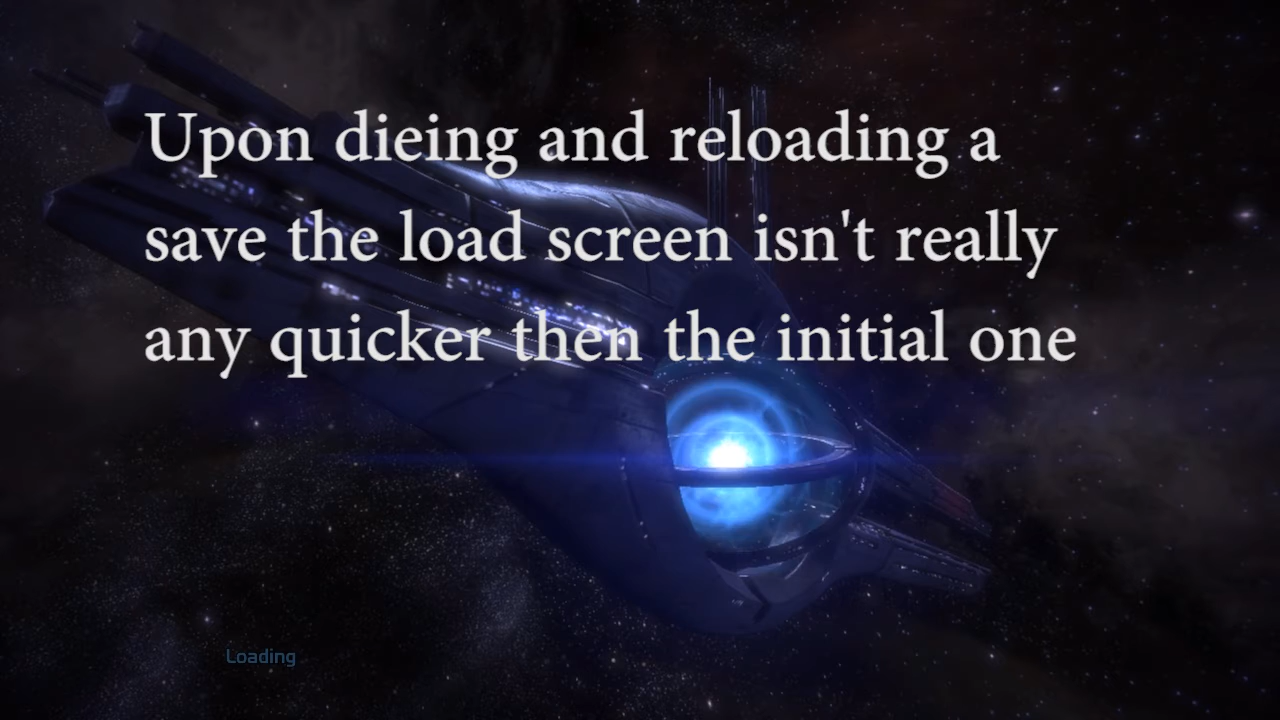 Upon dieing and reloading a
save the load screen isn't really
any quicker then the initial one
Loading